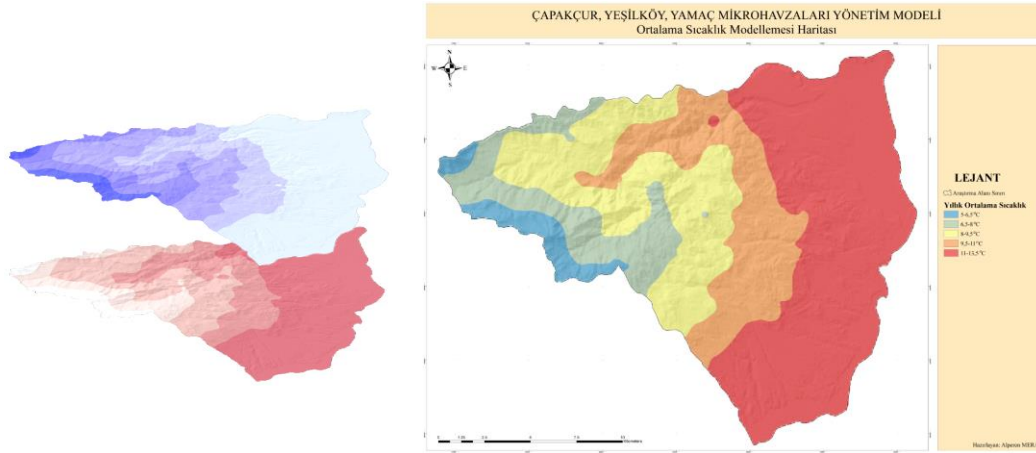 ÇAPAKÇUR, YEŞİLKÖY, YAMAÇ MİKROHAVZALARI YÖNETİM MODELİ
Ortalama Sıcaklık Modellemesi Haritası
N
W E
S
LEJANT
Araştırma Alanı Sınırı
Yıllık Ortalama Sıcaklık
5-6,5 °C
6,5-8 °C
8-9,5 °C
9,5-11 °C
11-13,5 °C
Hazırlayan: Alperen